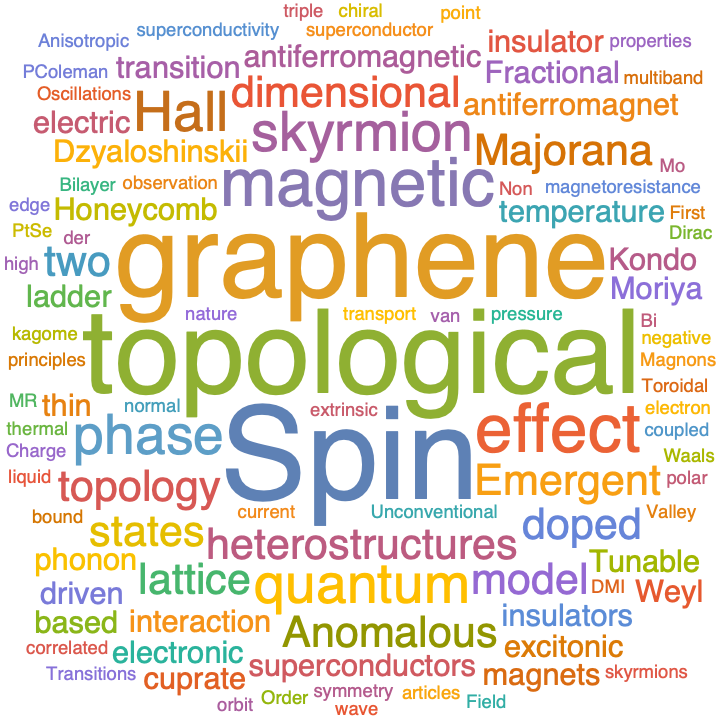 triple chiral point
Anisotropic superconductivity superconductor
PColeman transition antiferromagnetic insulator properties
Oscillations Hall dimensional Fractional multiband
electric skyrmion antiferromagnet
Dzyaloshinskii Majorana Mo
Bilayer observation magnetic Non magnetoresistance
edge Honeycomb temperature First
PtSe der graphene Dirac
high two Kondo
ladder Moriya
nature transport van pressure Bi
kagome topological negative
principles Magnons
Toroidal
MR thin normal extrinsic electron
thermal phase Spin effect coupled
Charge Waals
liquid topology Emergent polar
bound current Unconventional Valley
states heterostructures doped
phonon Tunable
driven lattice quantum model DMI Weyl
based interaction Anomalous insulators
correlated electronic excitonic
Transitions cuprate superconductors magnets skyrmions
orbit Order symmetry articles Field
wave